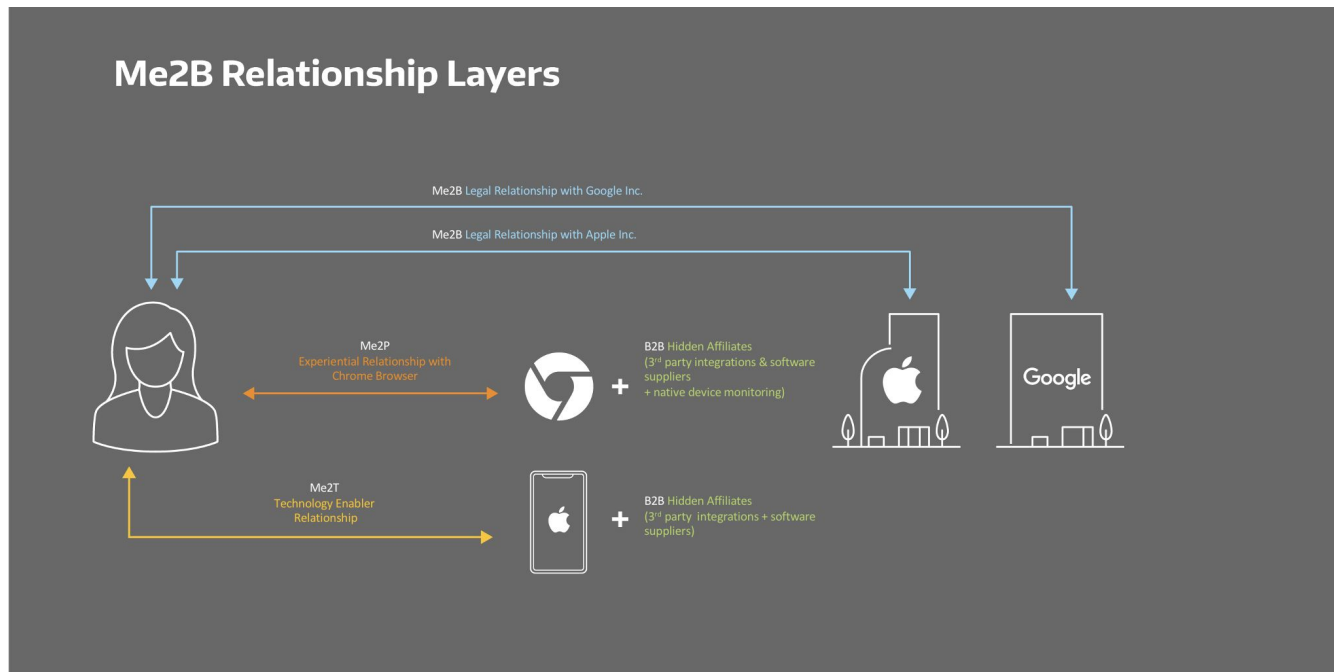 Me2B Relationship Layers
Me2B Legal Relationship with Google Inc.
Me2B Legal Relationship with Apple Inc.
Me2P
Experiential Relationship with
Chrome Browser
B2B Hidden Affiliates
(3rd party integrations & software
suppliers
+ native device monitoring)
Google
Me2T
Technology Enabler
Relationship
B2B Hidden Affiliates
(3rd party integrations + software
suppliers)